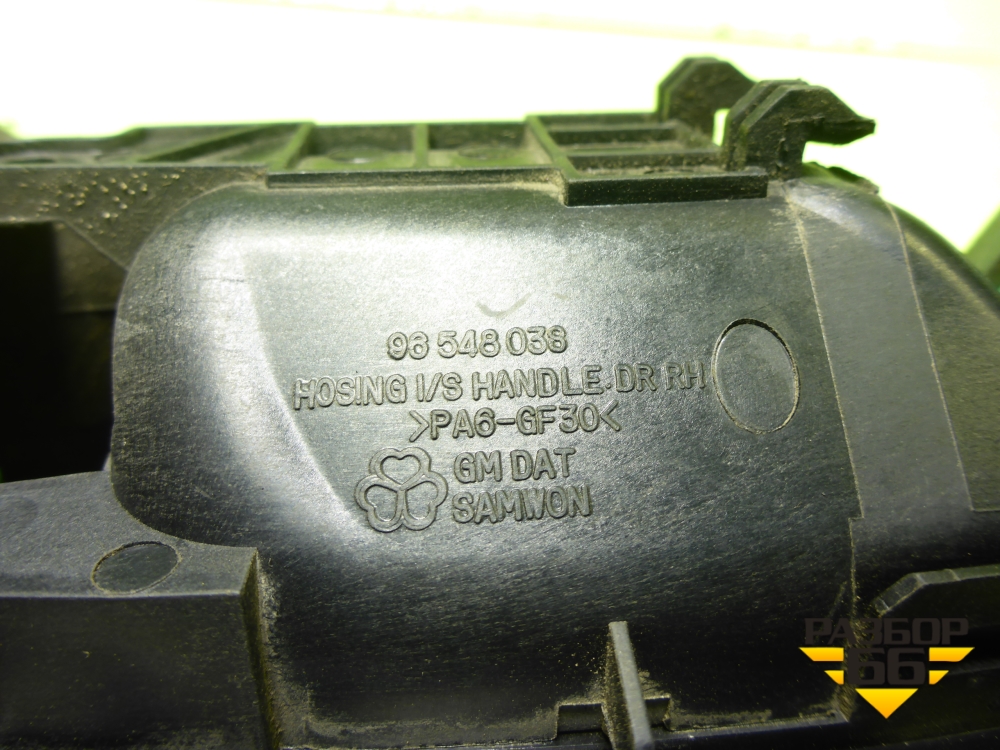 96 548 038
HOSING I/S HANDLE.DR RH
>PA6-GF30<
GM DAT
SAMWON
РАЗБОР
66